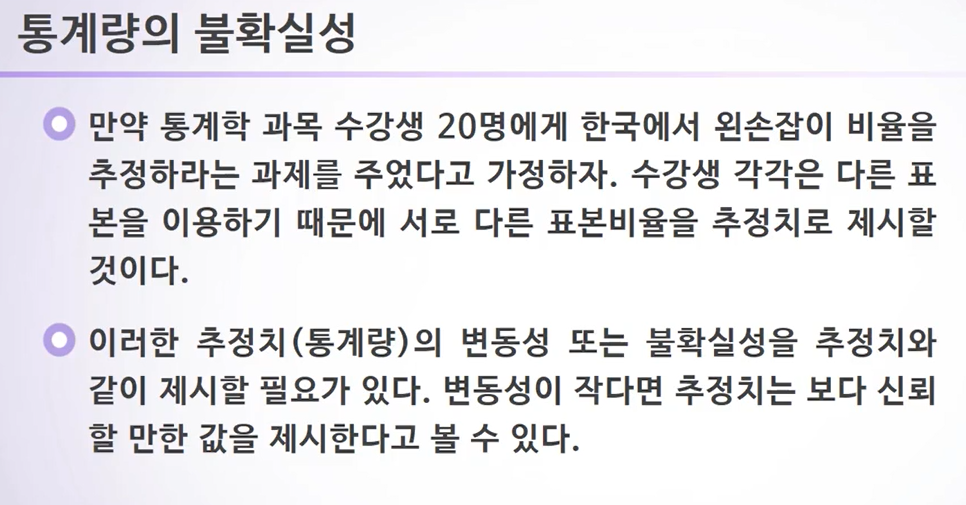 통계량의 불확실성
만약 통계학 과목 수강생 20명에게 한국에서 왼손잡이 비율을
추정하라는 과제를 주었다고 가정하자. 수강생 각각은 다른 표
본을 이용하기 때문에 서로 다른 표본비율을 추정치로 제시할
것이다.
이러한 추정치(통계량)의 변동성 또는 불확실성을 추정치와
같이 제시할 필요가 있다. 변동성이 작다면 추정치는 보다 신뢰
할 만한 값을 제시한다고 볼 수 있다.